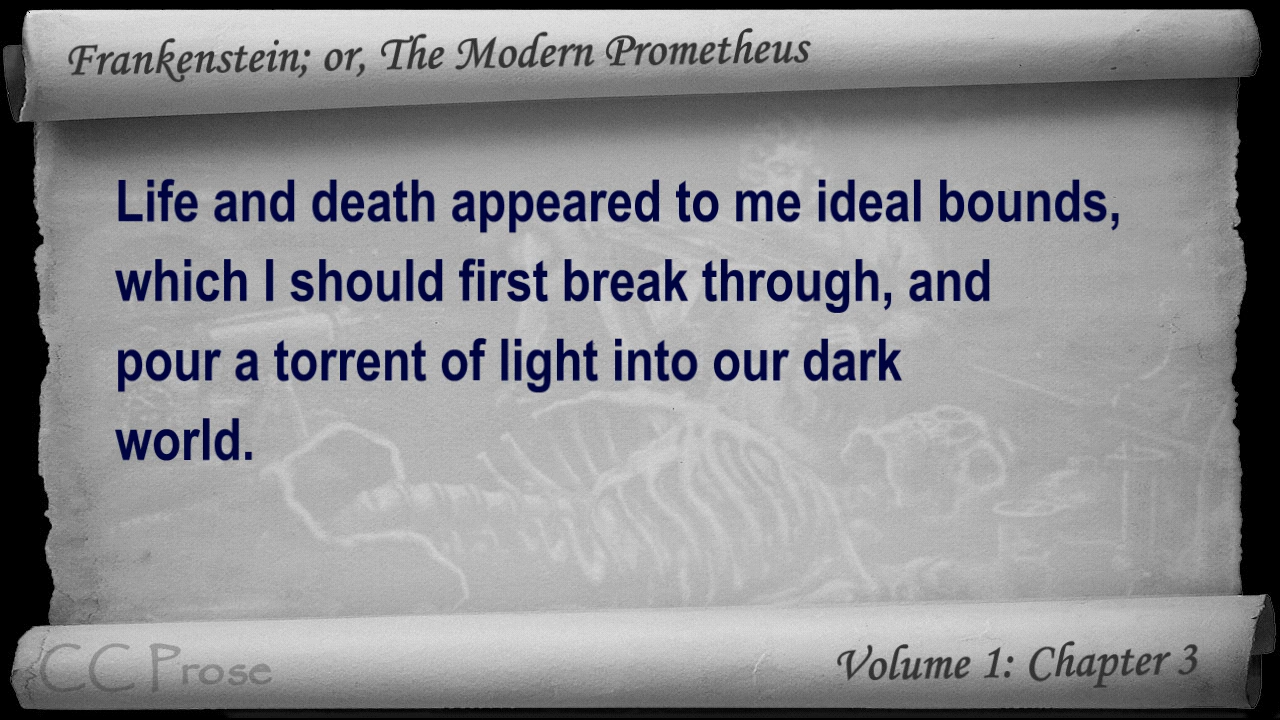 Frankenstein; or, The Modern Prometheus
Life and death appeared to me ideal bounds,
which I should first break through, and
pour a torrent of light into our dark
world.
CC Prose
Volume 1: Chapter 3